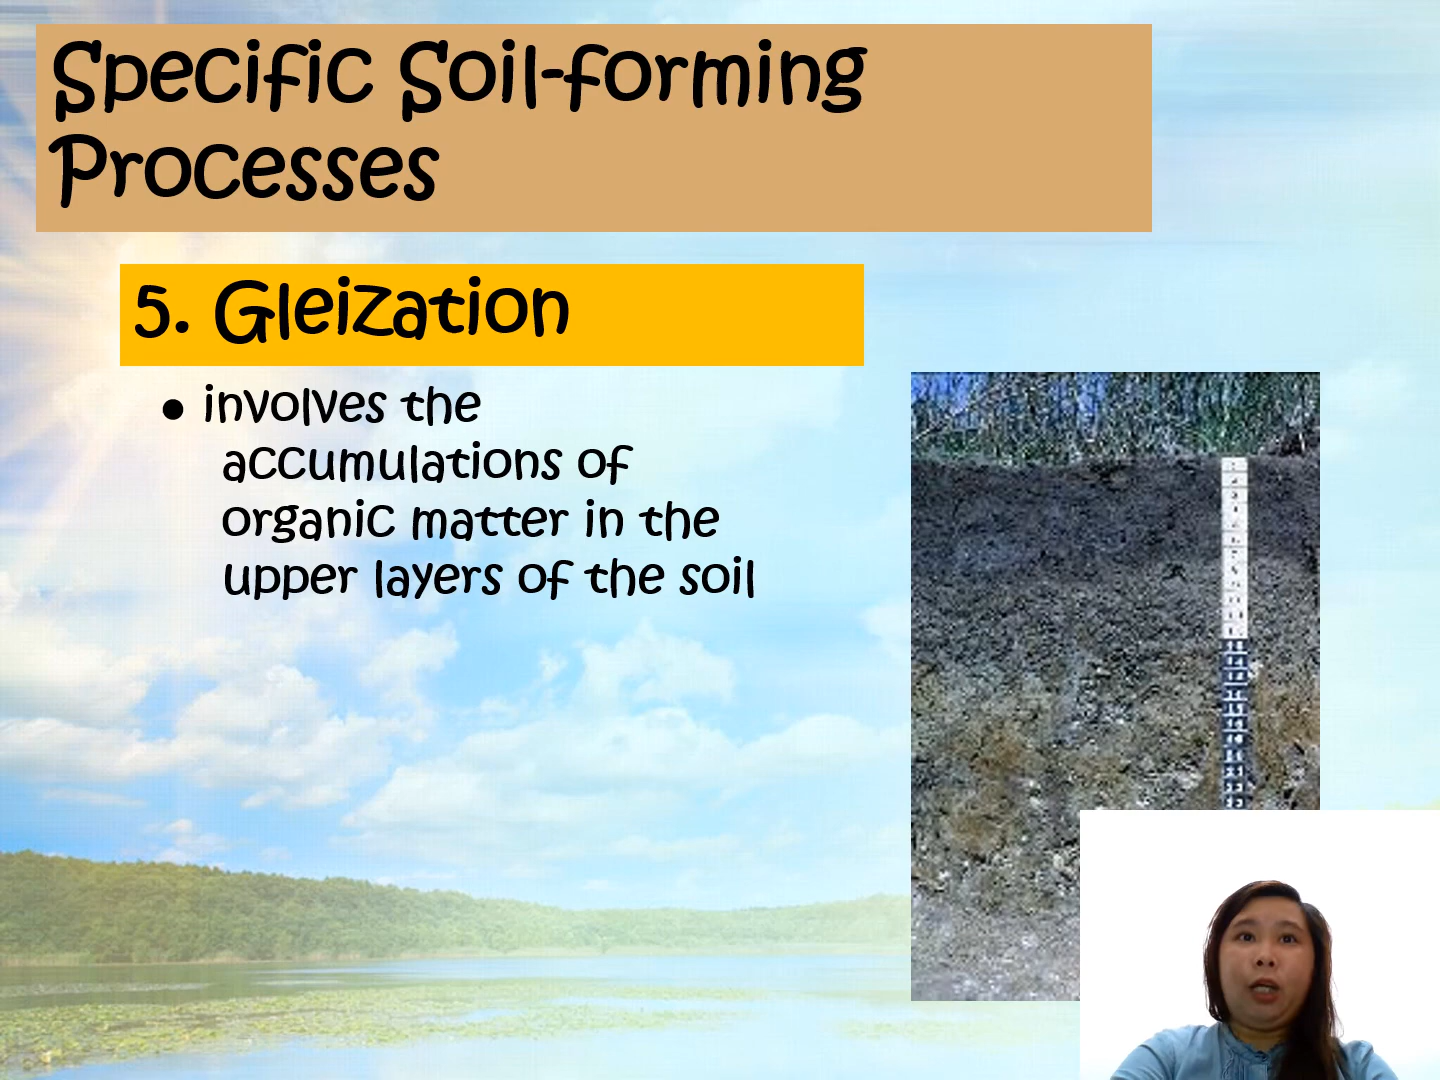 Specific Soil-forming
Processes
5. Gleization
• involves the
accumulations of
organic matter in the
upper layers of the soil